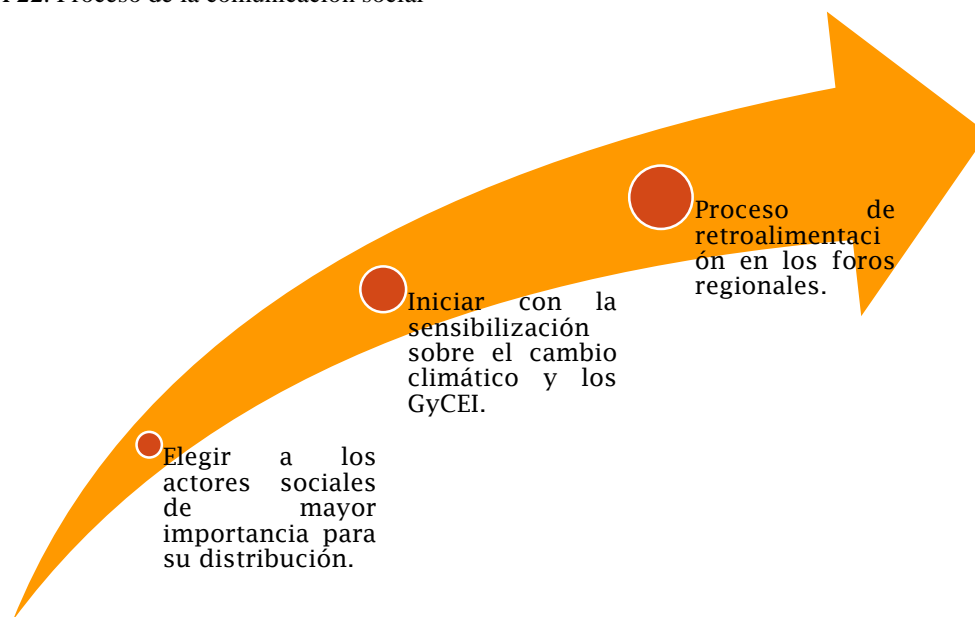 22. Proceso de la comunicación social
Proceso de
retroalimentaci
ón en los foros
regionales.
Iniciar con la
sensibilización
sobre el cambio
climático y los
GyCEI.
Elegir a los
actores sociales
de mayor
importancia para
su distribución.